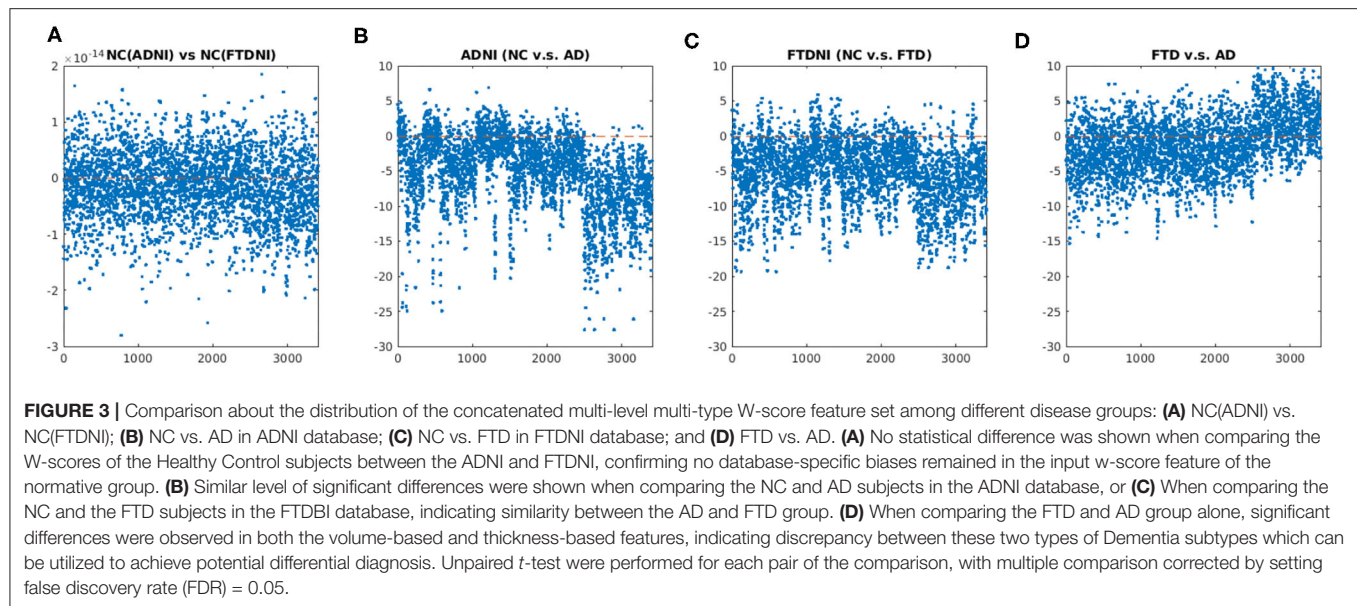 A
B
C
D
×10-14 NC(ADNI) vs NC(FTDNI)
ADNI (NC v.s. AD)
FTDNI (NC v.s. FTD)
FTD v.s. AD
2
1
0
-1
-2
-3
0 1000 2000 3000
10
5
0
-5
-10
-15
-20
-25
-30
0 1000 2000 3000
10
5
0
-5
-10
-15
-20
-25
-30
0 1000 2000 3000
10
5
0
-5
-10
-15
-20
-25
-30
0 1000 2000 3000
FIGURE 3 | Comparison about the distribution of the concatenated multi-level multi-type W-score feature set among different disease groups: (A) NC(ADNI) vs.
NC(FTDNI); (B) NC vs. AD in ADNI database; (C) NC vs. FTD in FTDNI database; and (D) FTD vs. AD. (A) No statistical difference was shown when comparing the
W-scores of the Healthy Control subjects between the ADNI and FTDNI, confirming no database-specific biases remained in the input w-score feature of the
normative group. (B) Similar level of significant differences were shown when comparing the NC and AD subjects in the ADNI database, or (C) When comparing the
NC and the FTD subjects in the FTDBI database, indicating similarity between the AD and FTD group. (D) When comparing the FTD and AD group alone, significant
differences were observed in both the volume-based and thickness-based features, indicating discrepancy between these two types of Dementia subtypes which can
be utilized to achieve potential differential diagnosis. Unpaired t-test were performed for each pair of the comparison, with multiple comparison corrected by setting
false discovery rate (FDR) = 0.05.